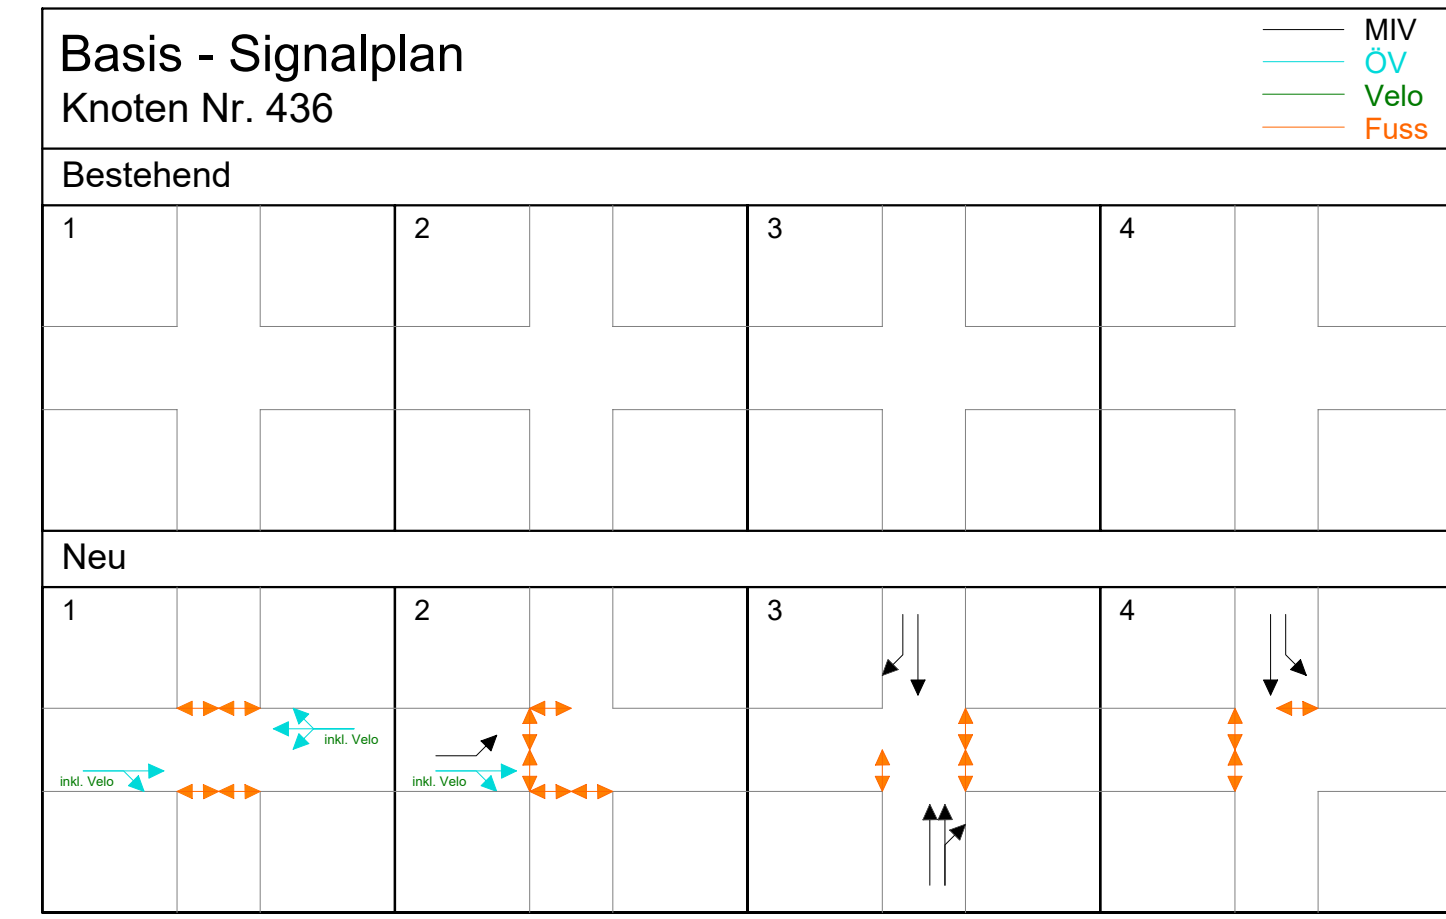 Basis - Signalplan
Knoten Nr. 436
MIV
ÖV
Velo
Fuss
Bestehend
1
2
3
4
Neu
1
2
3
4
inkl. Velo
inkl. Velo
inkl. Velo